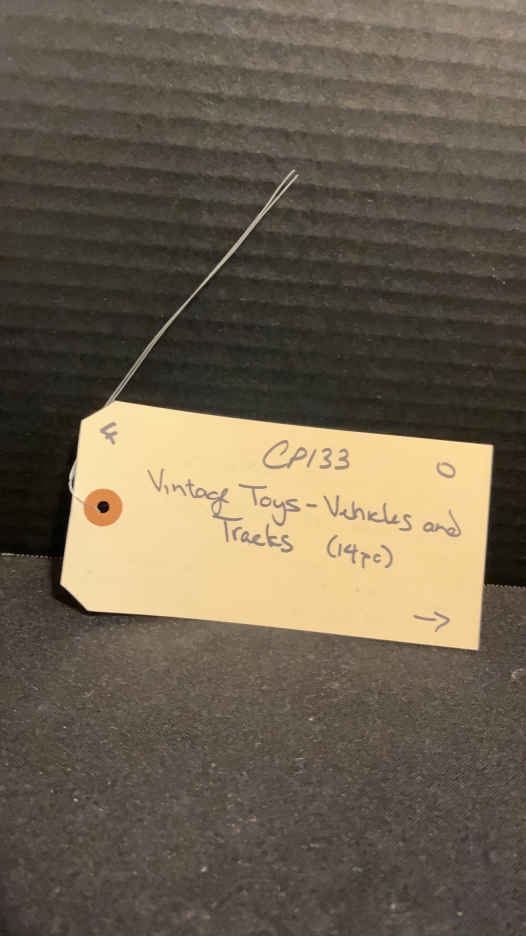 CP133
Vintage Toys - Vehicles and
Tracks (14pc)
→